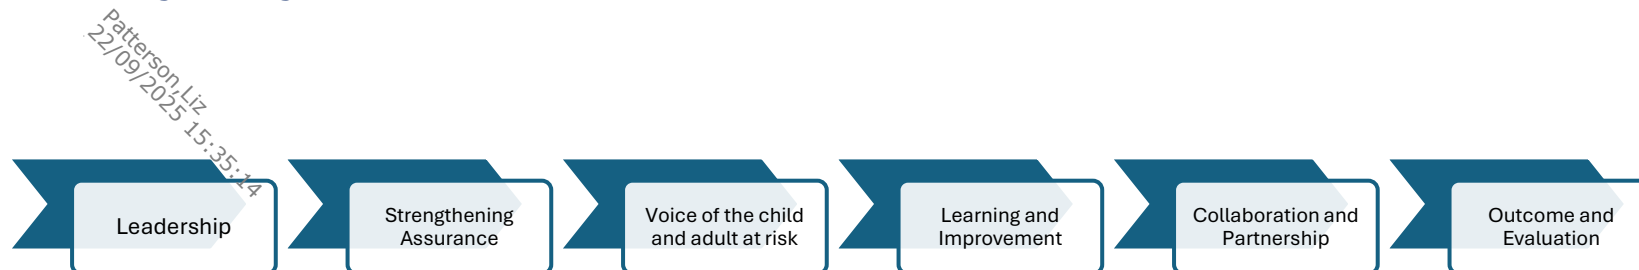 Patterson,Liz
22/09/2025 15:35:14
Leadership
Strengthening
Assurance
Voice of the child
and adult at risk
Learning and
Improvement
Collaboration and
Partnership
Outcome and
Evaluation